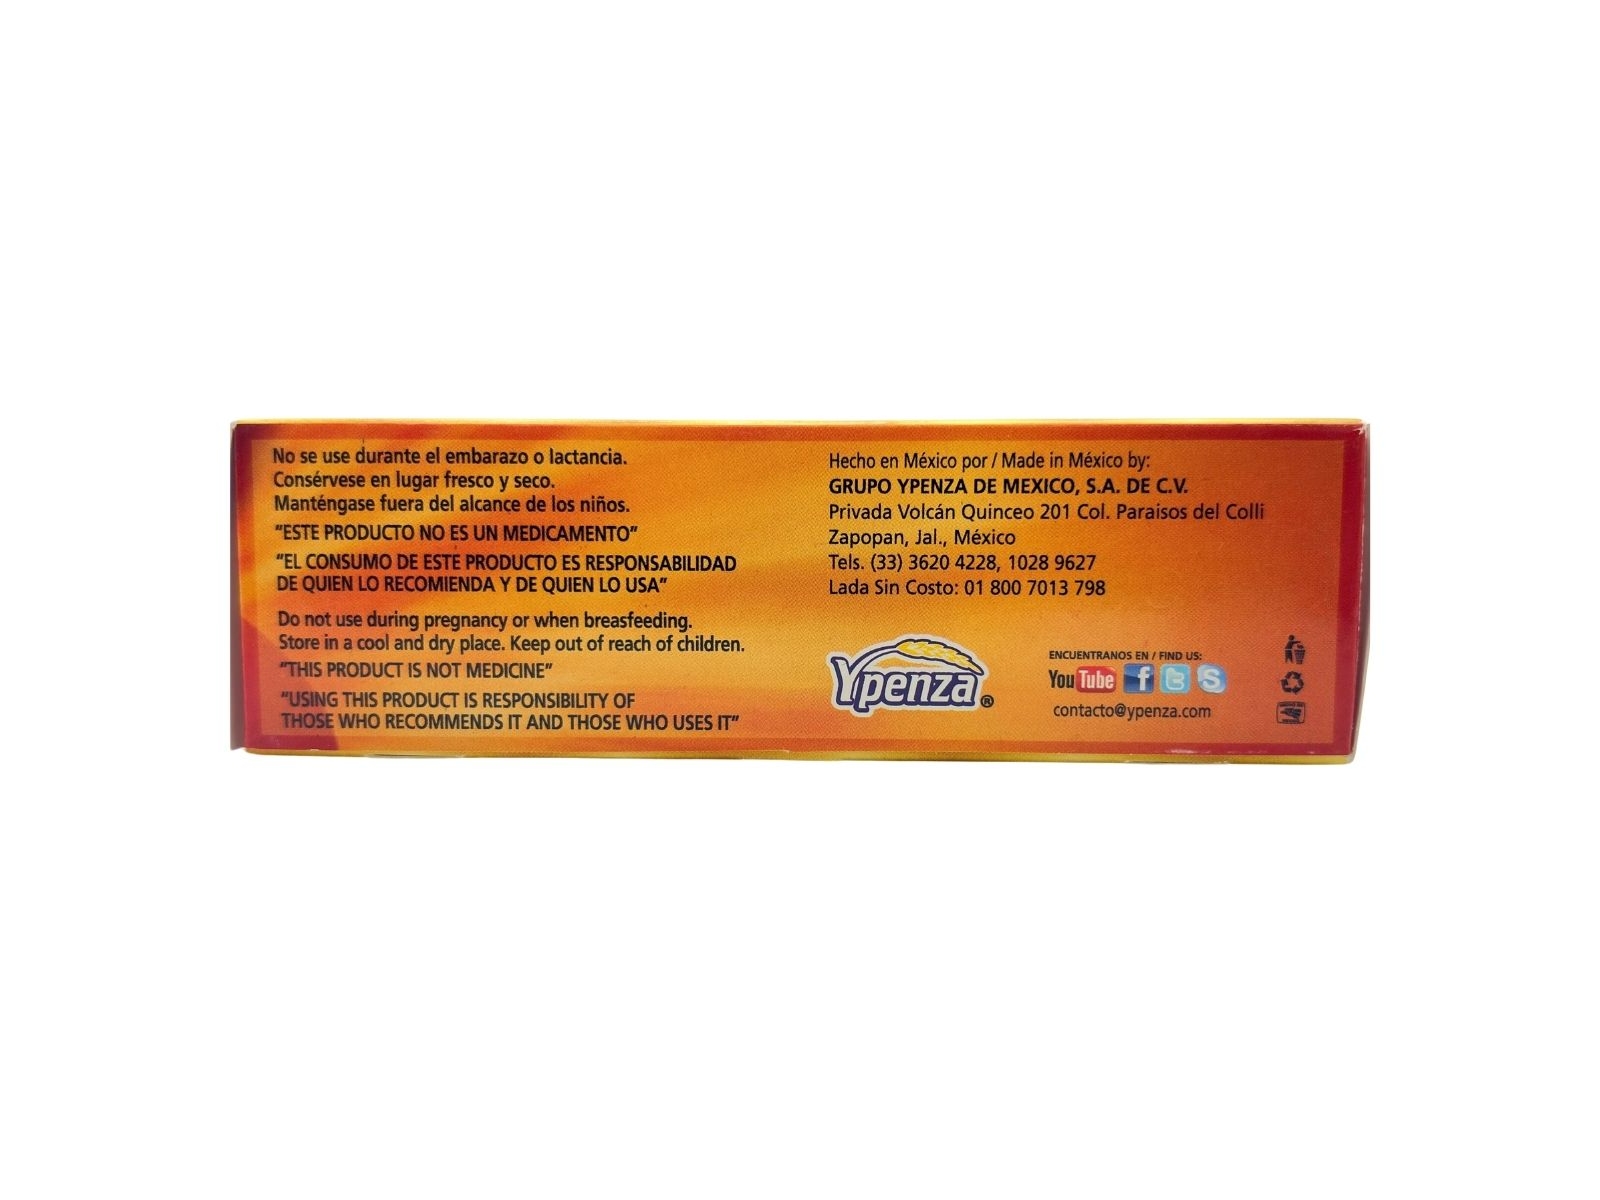 No se use durante el embarazo o lactancia.
Consérvese en lugar fresco y seco.
Manténgase fuera del alcance de los niños.
"ESTE PRODUCTO NO ES UN MEDICAMENTO"
"EL CONSUMO DE ESTE PRODUCTO ES RESPONSABILIDAD
DE QUIEN LO RECOMIENDA Y DE QUIEN LO USA"
Do not use during pregnancy or when breasfeeding.
Store in a cool and dry place. Keep out of reach of children.
"THIS PRODUCT IS NOT MEDICINE"
"USING THIS PRODUCT IS RESPONSIBILITY OF
THOSE WHO RECOMMENDS IT AND THOSE WHO USES IT"
Hecho en México por / Made in México by:
GRUPO YPENZA DE MEXICO, S.A. DE C.V.
Privada Volcán Quinceo 201 Col. Paraisos del Colli
Zapopan, Jal., México
Tels. (33) 3620 4228, 1028 9627
Lada Sin Costo: 01 800 7013 798
Ypenza®
ENCUENTRANOS EN / FIND US:
YouTube f t S
contacto@ypenza.com